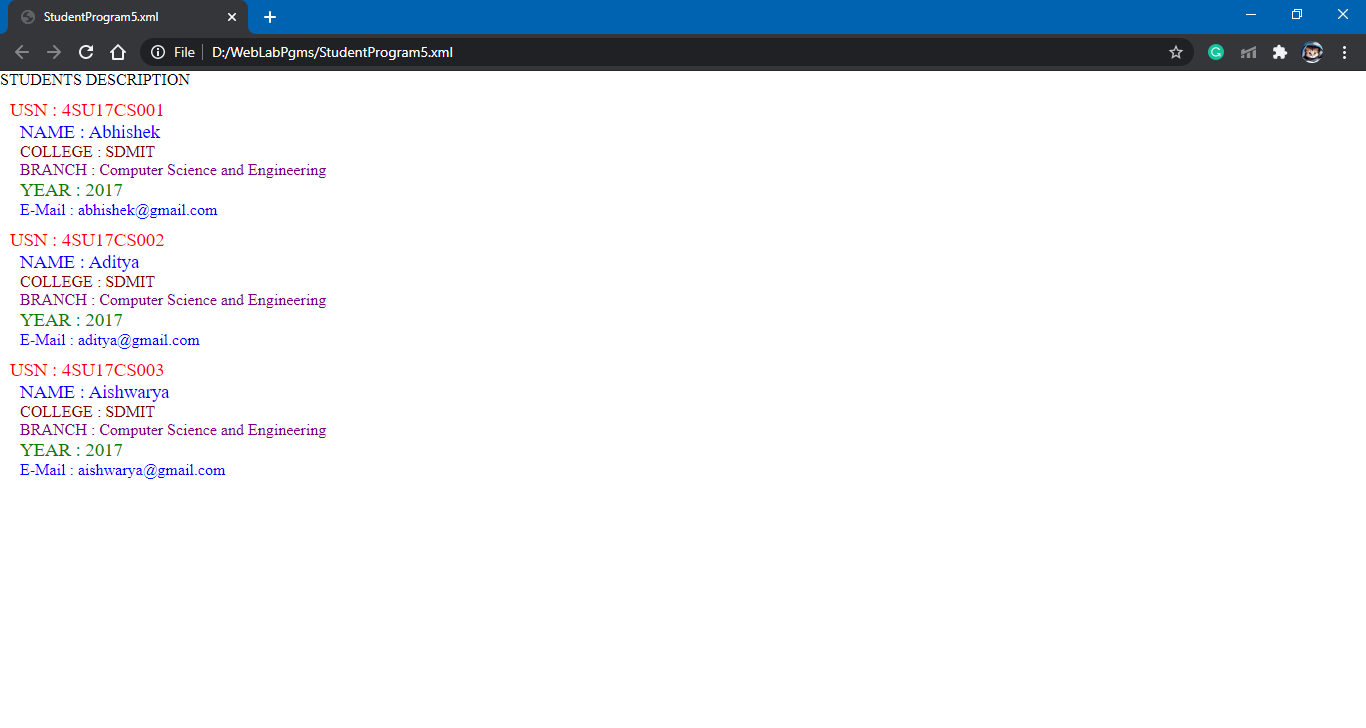 StudentProgram5.xml
File D:/WebLabPgms/StudentProgram5.xml
STUDENTS DESCRIPTION
USN : 4SU17CS001
NAME : Abhishek
COLLEGE : SDMIT
BRANCH : Computer Science and Engineering
YEAR : 2017
E-Mail : abhishek@gmail.com
USN : 4SU17CS002
NAME : Aditya
COLLEGE : SDMIT
BRANCH : Computer Science and Engineering
YEAR : 2017
E-Mail : aditya@gmail.com
USN : 4SU17CS003
NAME : Aishwarya
COLLEGE : SDMIT
BRANCH : Computer Science and Engineering
YEAR : 2017
E-Mail : aishwarya@gmail.com